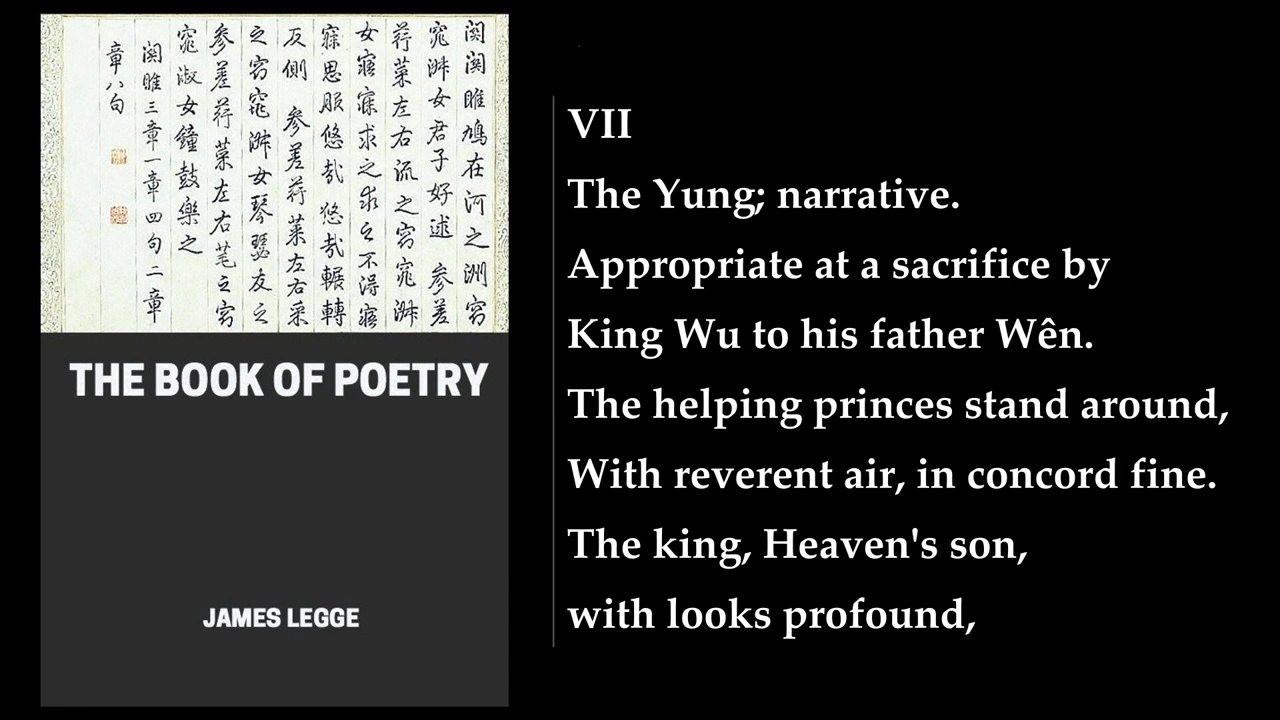 關關雎鳩在河之洲窈
窕淑女君子好逑 參差
荇菜左右流之窈窕淑
女寤寐求之求之不得寤
寐思服悠哉悠哉輾轉
反側 參差荇菜左右采
之窈窕淑女琴瑟友之
參差荇菜左右芼之窈
窕淑女鐘鼓樂之
關雎三章一章四句二章
章八句
THE BOOK OF POETRY
JAMES LEGGE
VII
The Yung; narrative.
Appropriate at a sacrifice by
King Wu to his father Wên.
The helping princes stand around,
With reverent air, in concord fine.
The king, Heaven's son,
with looks profound,